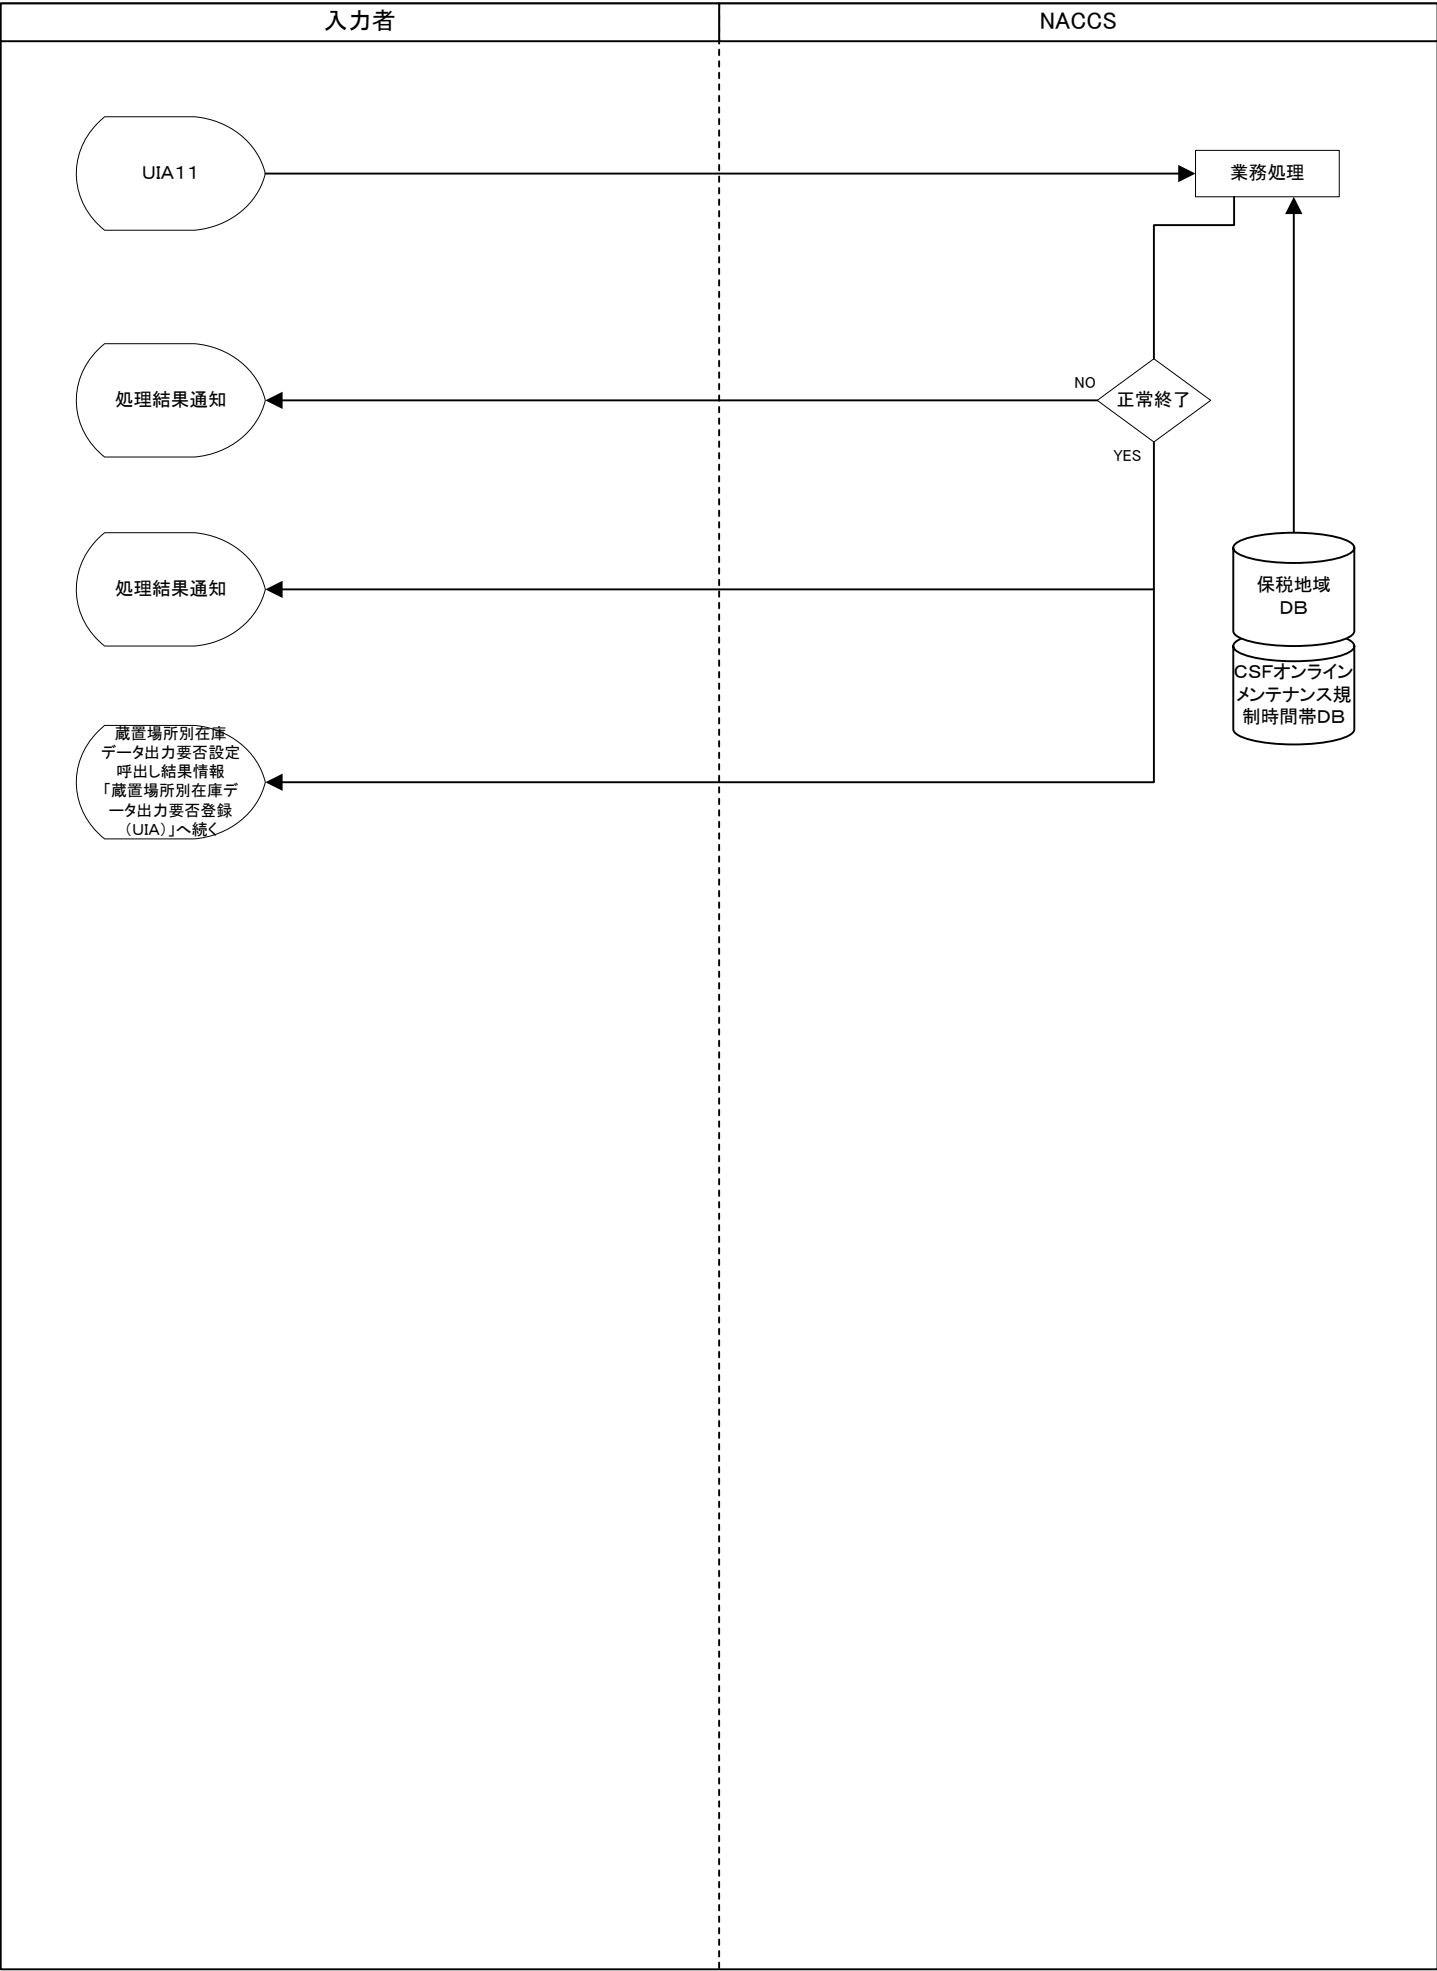 入力者
NACCS
UIA11
業務処理
処理結果通知
NO
正常終了
YES
処理結果通知
保税地域
DB
CSFオンライン
メンテナンス規
制時間帯DB
蔵置場所別在庫
データ出力要否設定
呼出し結果情報
「蔵置場所別在庫デ
ータ出力要否登録
（UIA）」へ続く